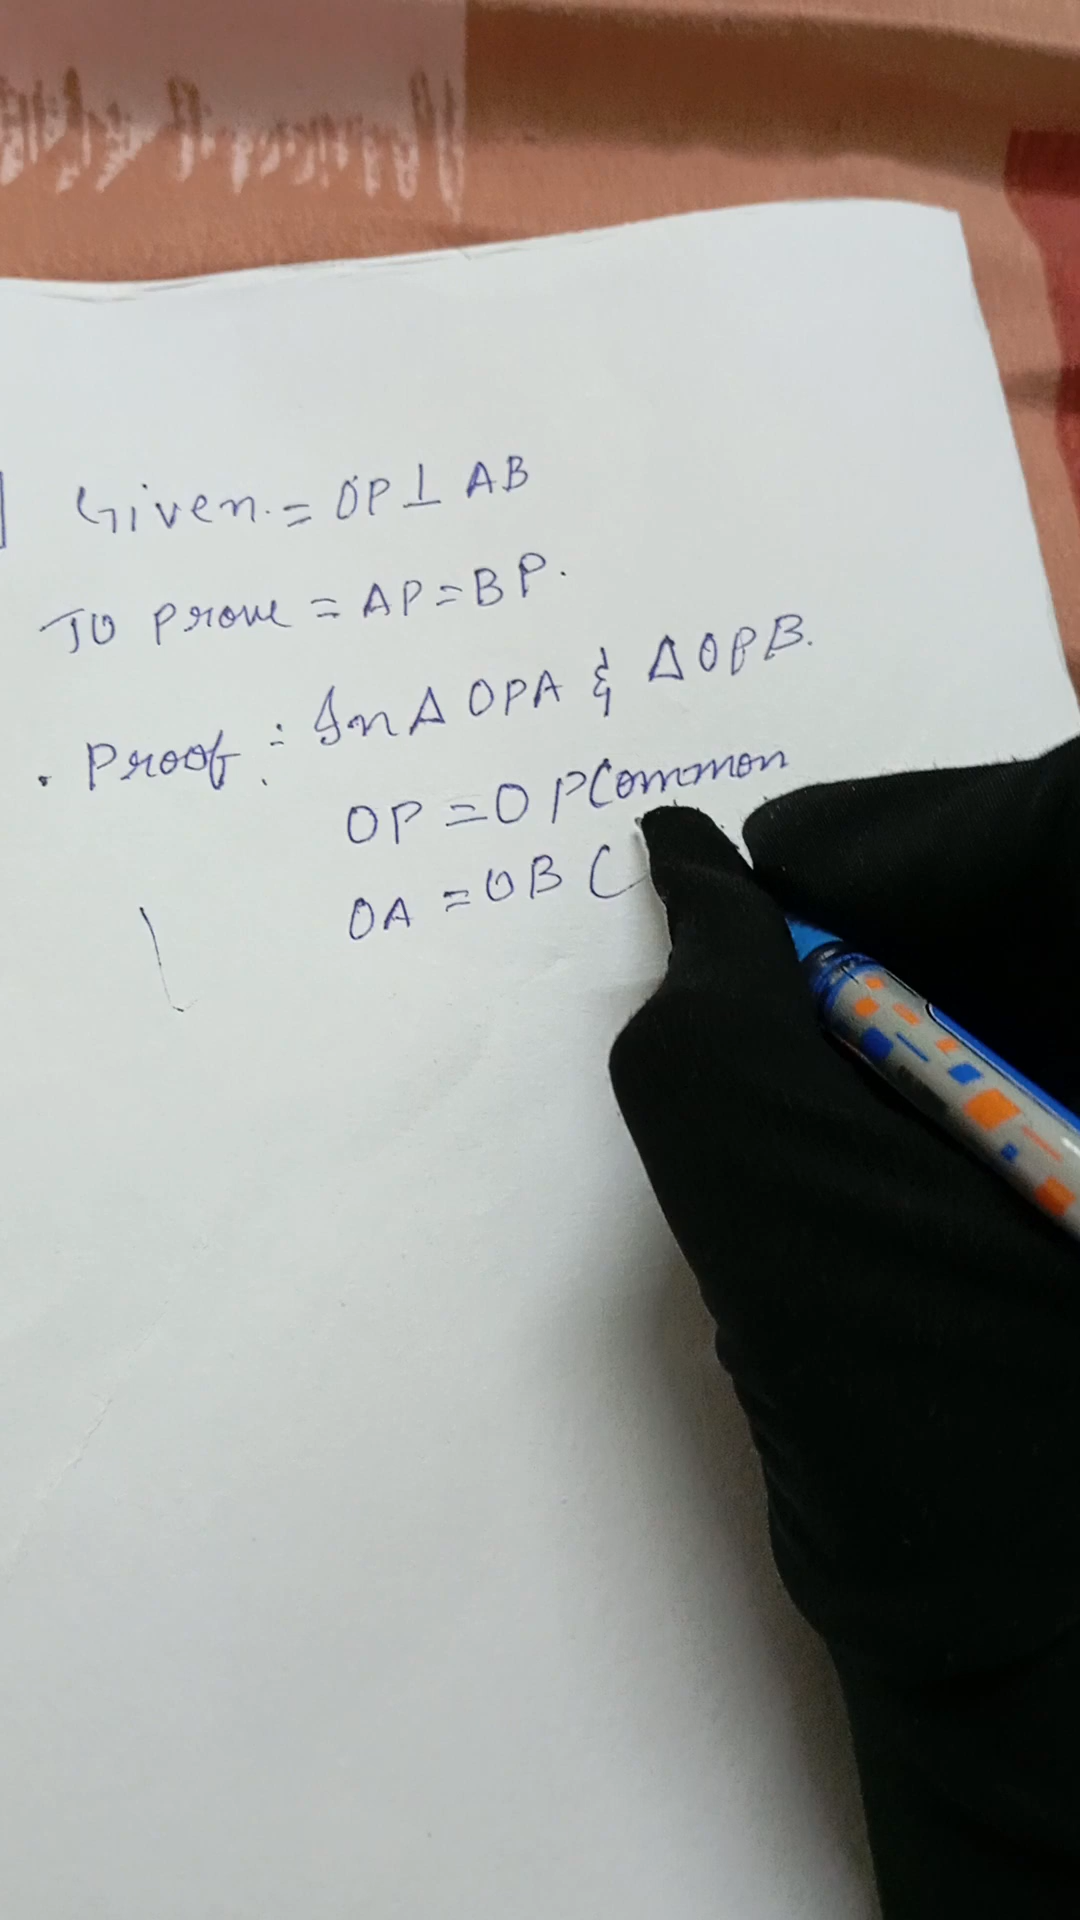 Given. = OP⊥ AB
To prove = AP = BP.
. Proof : In Δ OPA & Δ OPB.
OP = OP Common
OA = OB (